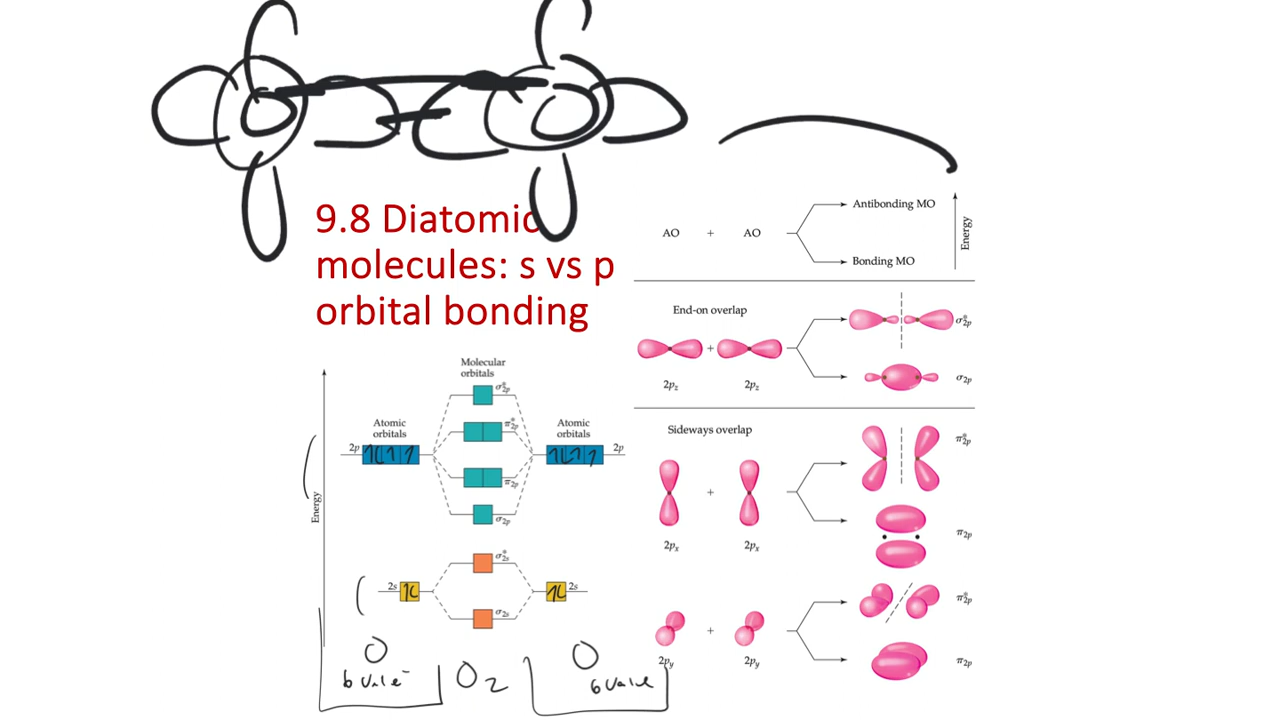 9.8 Diatomic
molecules: s vs p
orbital bonding
Molecular
orbitals
σ*2p
Atomic
orbitals
π*2p
Atomic
orbitals
2p
2p
π2p
σ2p
Energy
σ*2s
2s
2s
σ2s
O
O2
O
6 vale
Antibonding MO
AO + AO
Bonding MO
Energy
End-on overlap
σ*2p
+
2pz
2pz
σ2p
Sideways overlap
π*2p
+
2px
2px
π2p
π*2p
+
2py
2py
π2p